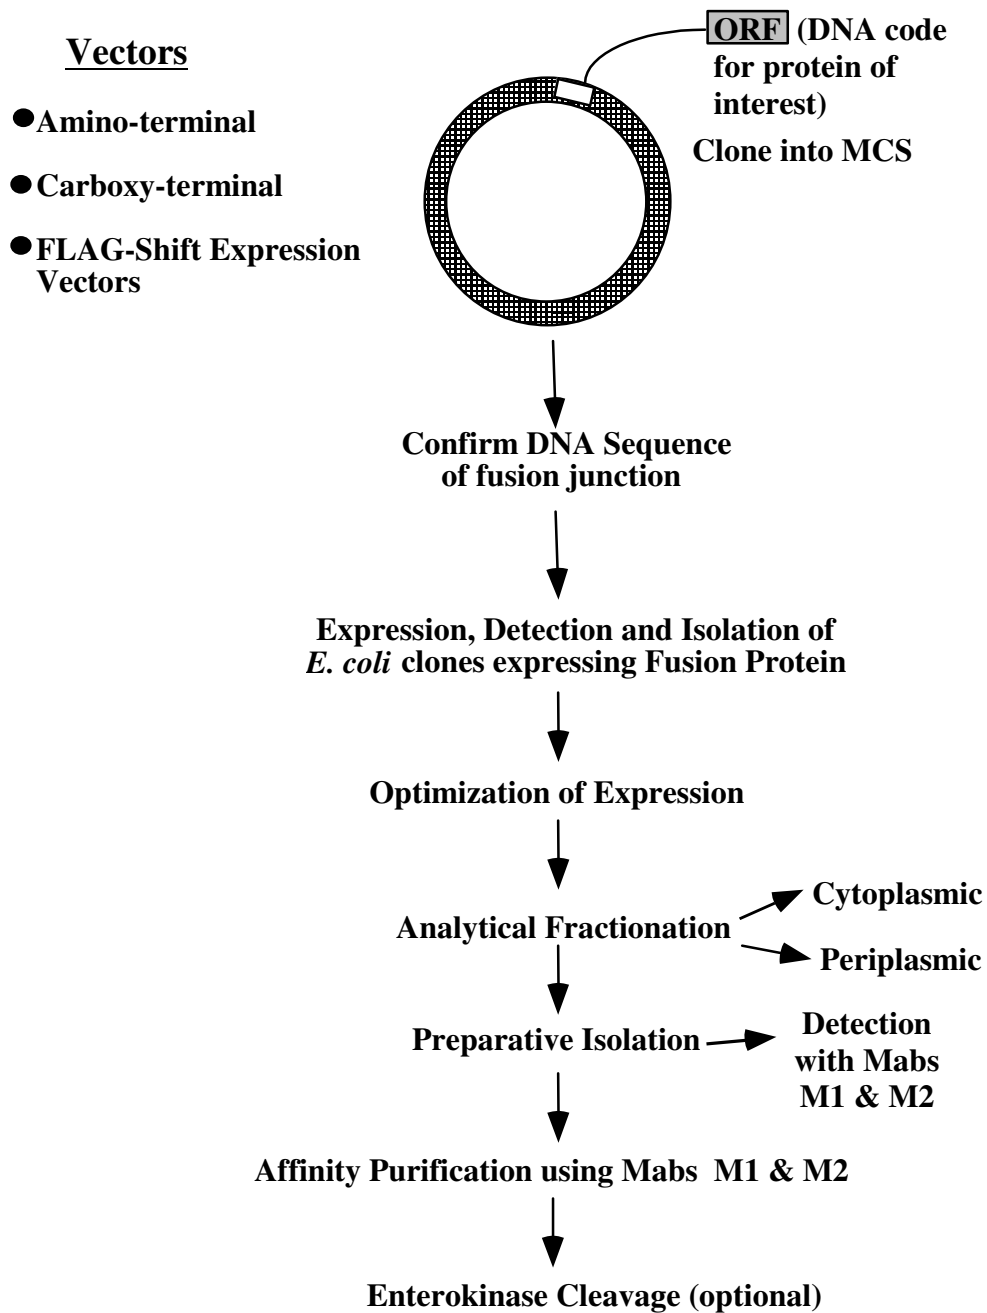 Vectors
●Amino-terminal
●Carboxy-terminal
●FLAG-Shift Expression
Vectors
ORF (DNA code
for protein of
interest)
Clone into MCS
Confirm DNA Sequence
of fusion junction
Expression, Detection and Isolation of
E. coli clones expressing Fusion Protein
Optimization of Expression
Analytical Fractionation
Cytoplasmic
Periplasmic
Preparative Isolation
Detection
with Mabs
M1 & M2
Affinity Purification using Mabs M1 & M2
Enterokinase Cleavage (optional)